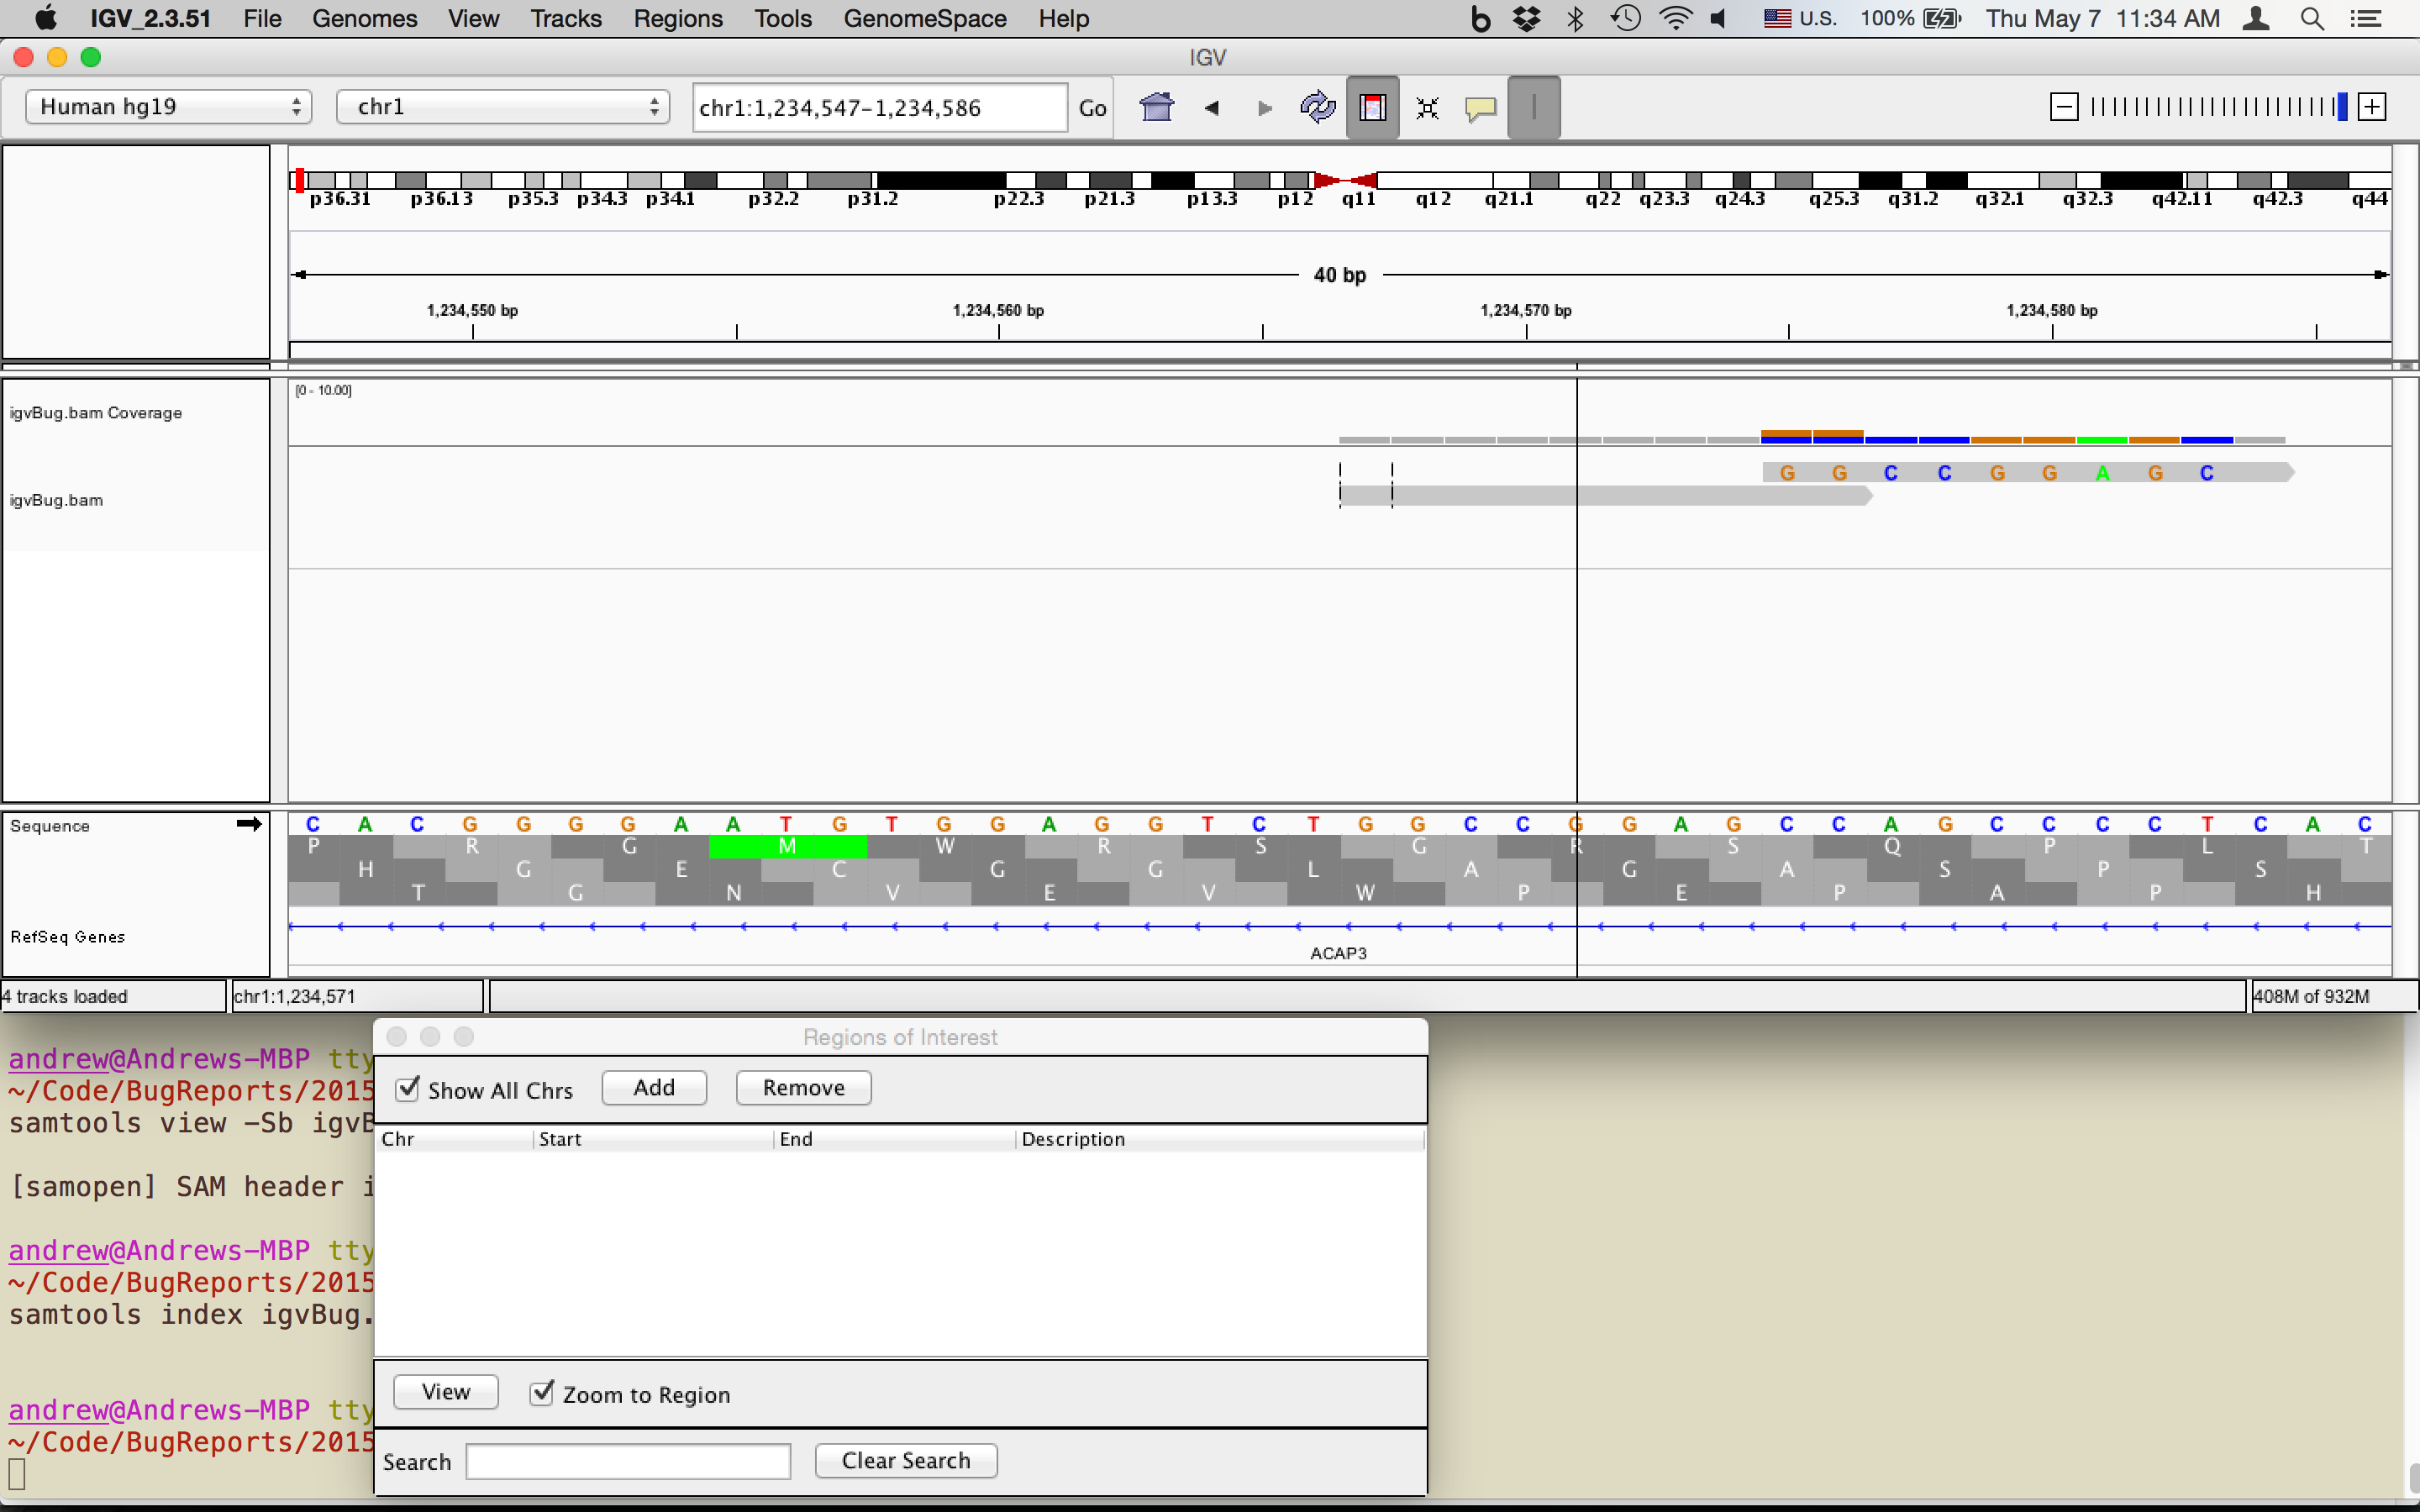 IGV_2.3.51 File Genomes View Tracks Regions Tools GenomeSpace Help U.S. 100% Thu May 7 11:34 AM
IGV
Human hg19 chr1 chr1:1,234,547-1,234,586 Go
p36.31 p36.13 p35.3 p34.3 p34.1 p32.2 p31.2 p22.3 p21.3 p13.3 p12 q11 q12 q21.1 q22 q23.3 q24.3 q25.3 q31.2 q32.1 q32.3 q42.11 q42.3 q44
40 bp
1,234,550 bp 1,234,560 bp 1,234,570 bp 1,234,580 bp
[0 - 10.00]
igvBug.bam Coverage
G G C C G G A G C
igvBug.bam
Sequence C A C G G G G A A T G T G G A G G T C T G G C C G G A G C C A G C C C C T C A C
P R G M W R S G R S Q P L T
H G E C G G L A G A S P S
T G N V E V W P E P A P H
RefSeq Genes
ACAP3
4 tracks loaded chr1:1,234,571 408M of 932M
Regions of Interest
andrew@Andrews-MBP tty
~/Code/BugReports/2015
Show All Chrs Add Remove
samtools view -Sb igvB
Chr Start End Description
[samopen] SAM header i
andrew@Andrews-MBP tty
~/Code/BugReports/2015
samtools index igvBug.
View Zoom to Region
andrew@Andrews-MBP tty
~/Code/BugReports/2015
Search Clear Search